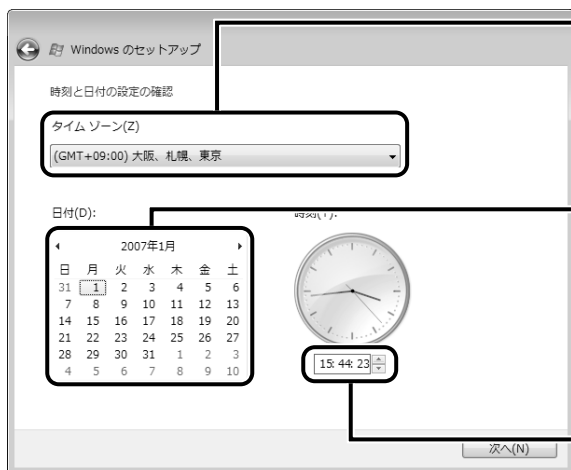 Windows のセットアップ
時刻と日付の設定の確認
タイム ゾーン(Z)
(GMT+09:00) 大阪、札幌、東京
日付(D):
時刻(T):
2007年1月
日 月 火 水 木 金 土
31 1 2 3 4 5 6
7 8 9 10 11 12 13
14 15 16 17 18 19 20
21 22 23 24 25 26 27
28 29 30 31 1 2 3
4 5 6 7 8 9 10
15:44:23
次へ(N)